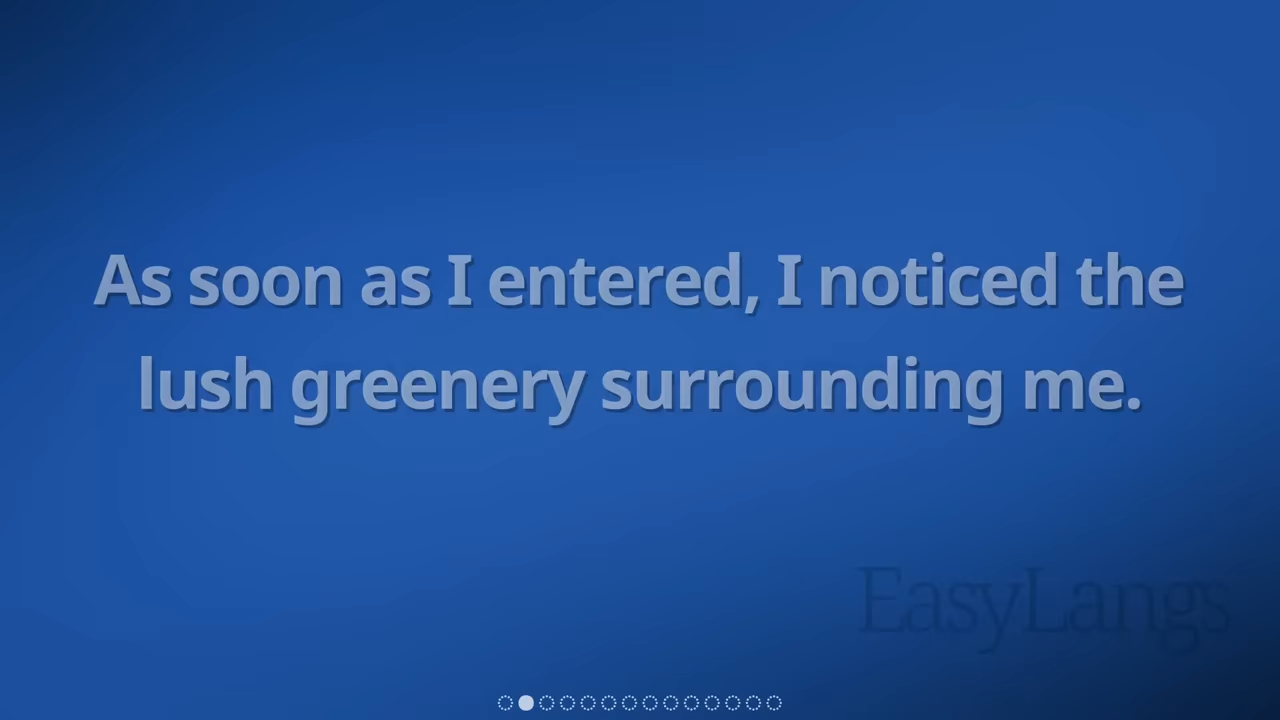 As soon as I entered, I noticed the
lush greenery surrounding me.
EasyLangs